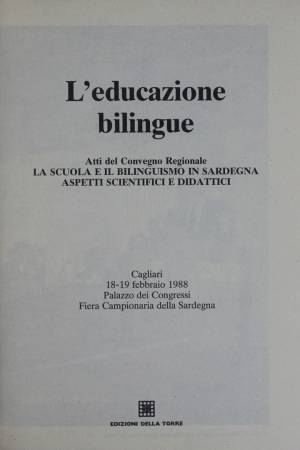 L'educazione
bilingue
Atti del Convegno Regionale
LA SCUOLA E IL BILINGUISMO IN SARDEGNA
ASPETTI SCIENTIFICI E DIDATTICI
Cagliari
18-19 febbraio 1988
Palazzo dei Congressi
Fiera Campionaria della Sardegna
EDIZIONI DELLA TORRE